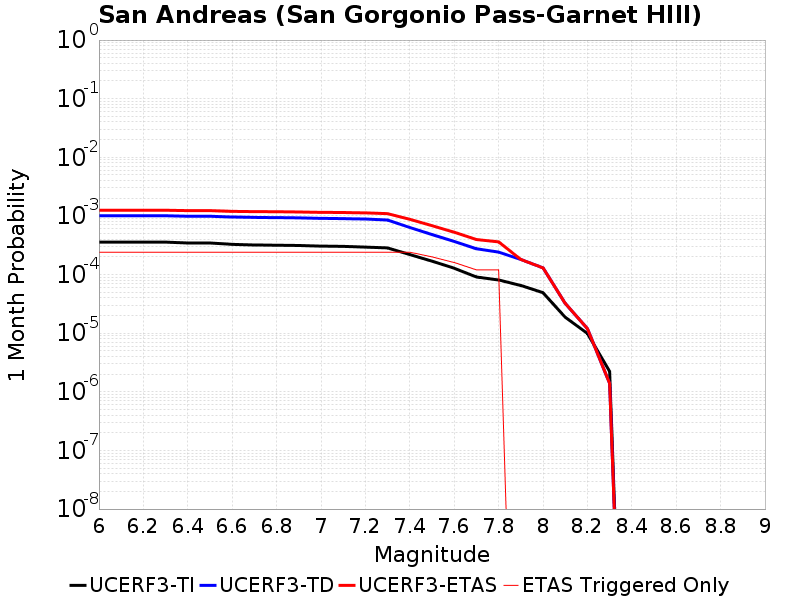 San Andreas (San Gorgonio Pass-Garnet HIll)
1 Month Probability
10^0
10^-1
10^-2
10^-3
10^-4
10^-5
10^-6
10^-7
10^-8
6 6.2 6.4 6.6 6.8 7 7.2 7.4 7.6 7.8 8 8.2 8.4 8.6 8.8 9
Magnitude
UCERF3-TI UCERF3-TD UCERF3-ETAS ETAS Triggered Only